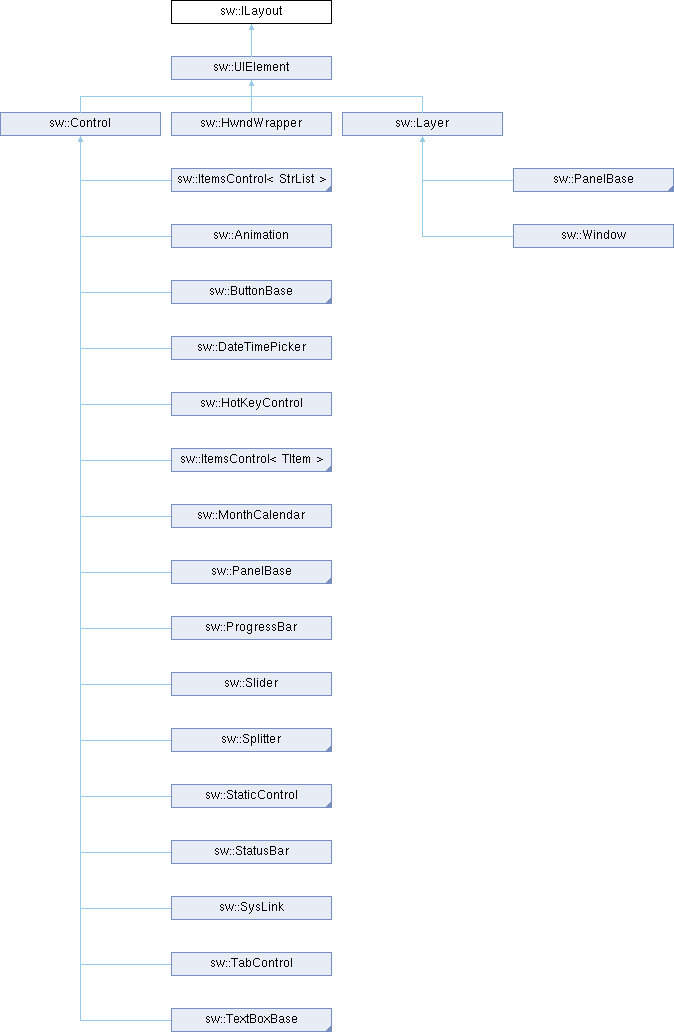 sw::ILayout
sw::UIElement
sw::Control
sw::HwndWrapper
sw::Layer
sw::ItemsControl< StrList >
sw::PanelBase
sw::Animation
sw::Window
sw::ButtonBase
sw::DateTimePicker
sw::HotKeyControl
sw::ItemsControl< TItem >
sw::MonthCalendar
sw::PanelBase
sw::ProgressBar
sw::Slider
sw::Splitter
sw::StaticControl
sw::StatusBar
sw::SysLink
sw::TabControl
sw::TextBoxBase